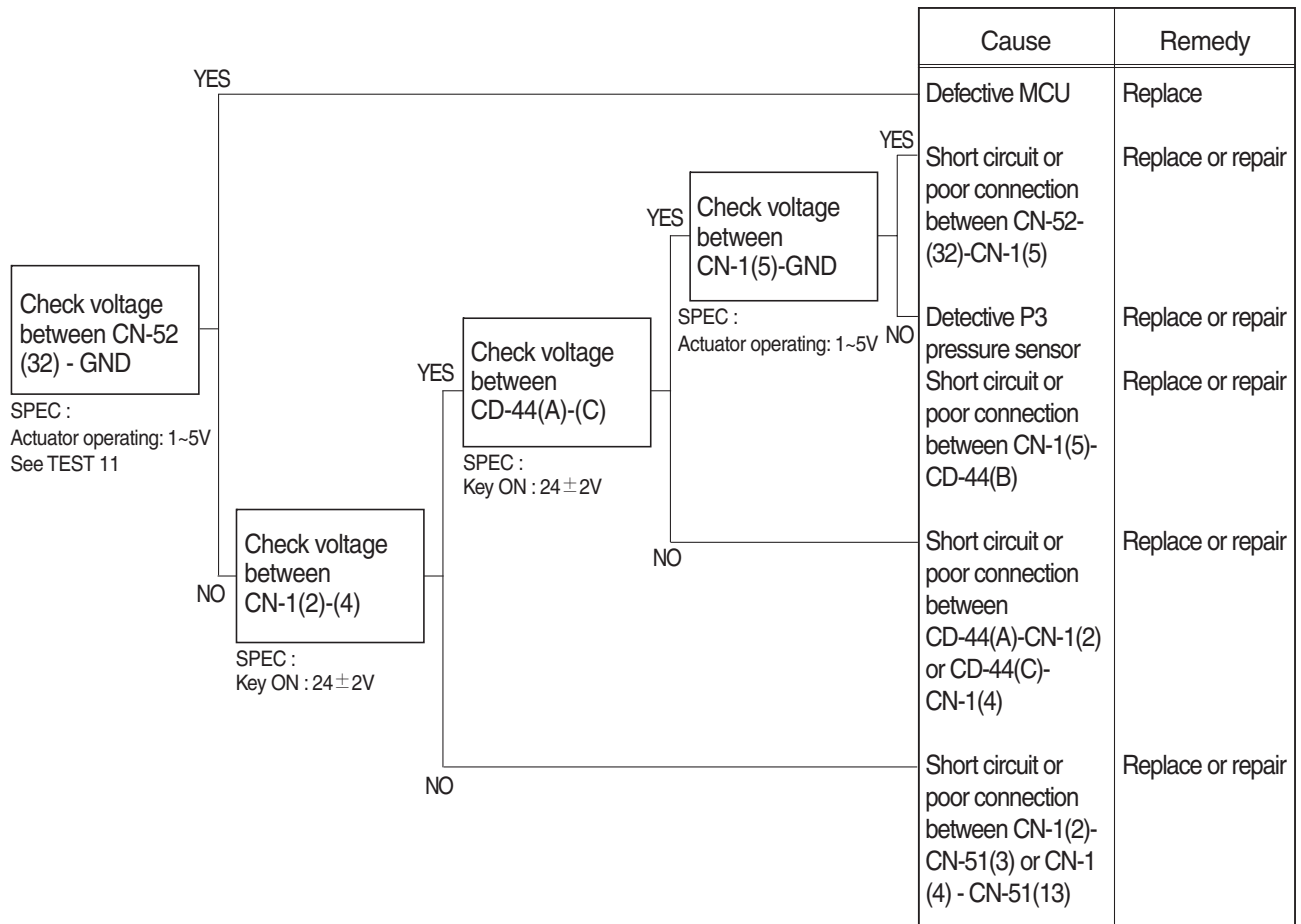 Cause
Remedy
YES
Defective MCU
Replace
YES
Short circuit or
poor connection
between CN-52-
(32)-CN-1(5)
Replace or repair
YES
Check voltage
between
CN-1(5)-GND
SPEC :
Actuator operating: 1~5V
NO
Detective P3
pressure sensor
Replace or repair
Short circuit or
poor connection
between CN-1(5)-
CD-44(B)
Replace or repair
Check voltage
between CN-52
(32) - GND
SPEC :
Actuator operating: 1~5V
See TEST 11
YES
Check voltage
between
CD-44(A)-(C)
SPEC :
Key ON : 24±2V
NO
Short circuit or
poor connection
between
CD-44(A)-CN-1(2)
or CD-44(C)-
CN-1(4)
Replace or repair
NO
Check voltage
between
CN-1(2)-(4)
SPEC :
Key ON : 24±2V
NO
Short circuit or
poor connection
between CN-1(2)-
CN-51(3) or CN-1
(4) - CN-51(13)
Replace or repair